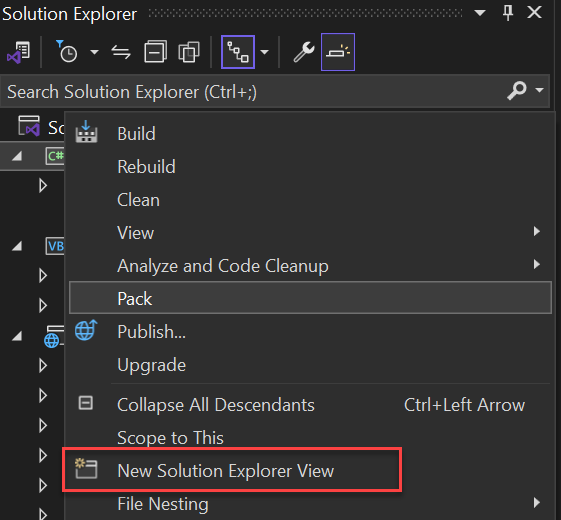 Solution Explorer
Search Solution Explorer (Ctrl+;)
So
C#
Build
Rebuild
Clean
View
VB
Analyze and Code Cleanup
Pack
Publish...
Upgrade
Collapse All Descendants Ctrl+Left Arrow
Scope to This
New Solution Explorer View
File Nesting